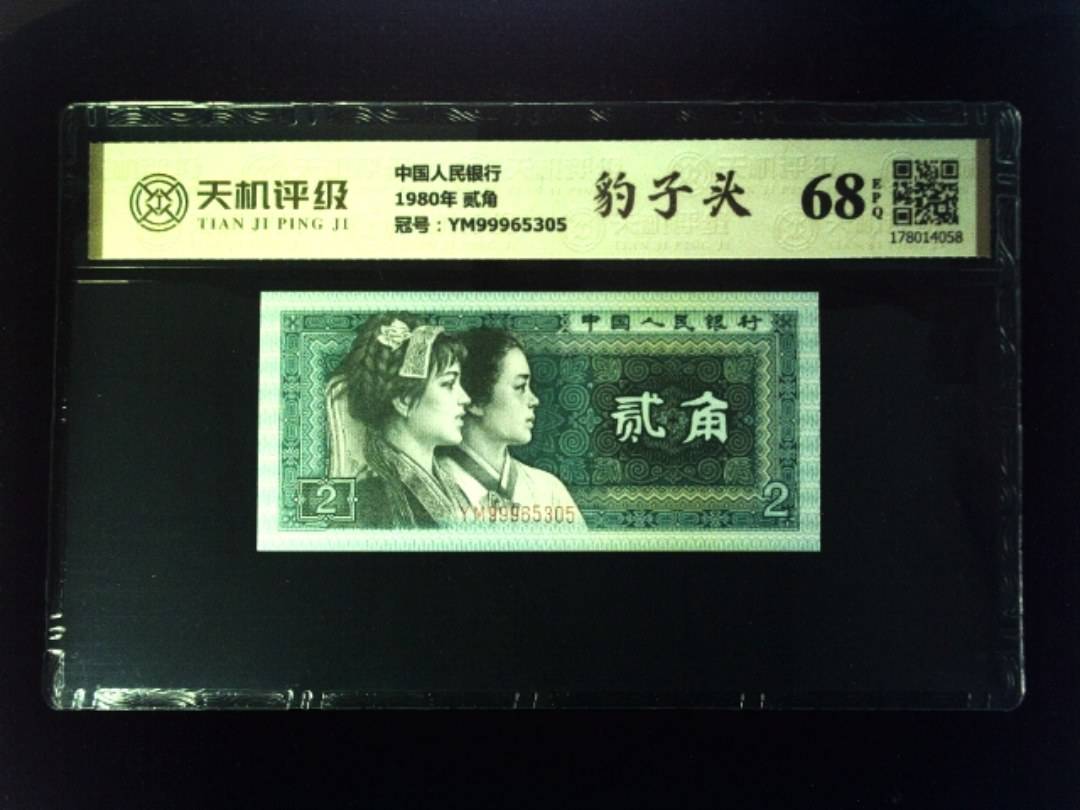 天机评级
TIAN JI PING JI
中国人民银行
1980年 贰角
冠号：YM99965305
豹子头
68
EPQ
178014058
中国人民银行
贰角
2
2
YM99965305